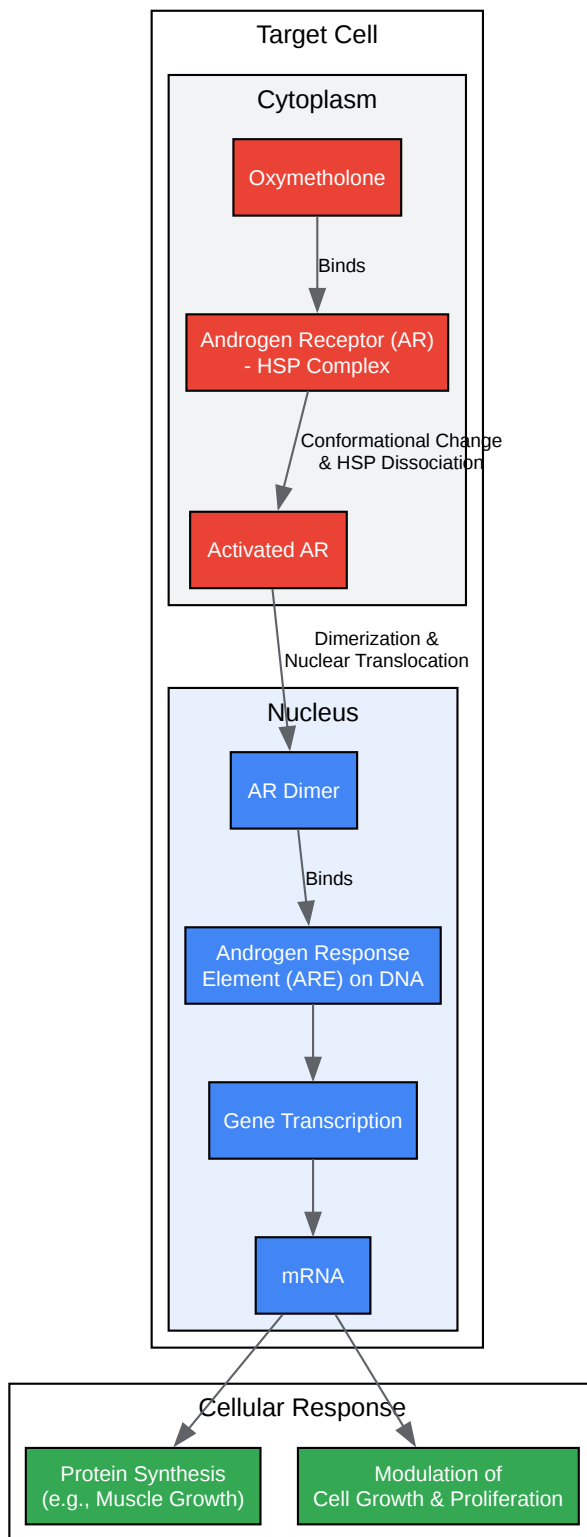 Target Cell
Cytoplasm
Oxymetholone
Binds
Androgen Receptor (AR)
- HSP Complex
Conformational Change
& HSP Dissociation
Activated AR
Dimerization &
Nuclear Translocation
Nucleus
AR Dimer
Binds
Androgen Response
Element (ARE) on DNA
Gene Transcription
mRNA
Cellular Response
Protein Synthesis
(e.g., Muscle Growth)
Modulation of
Cell Growth & Proliferation